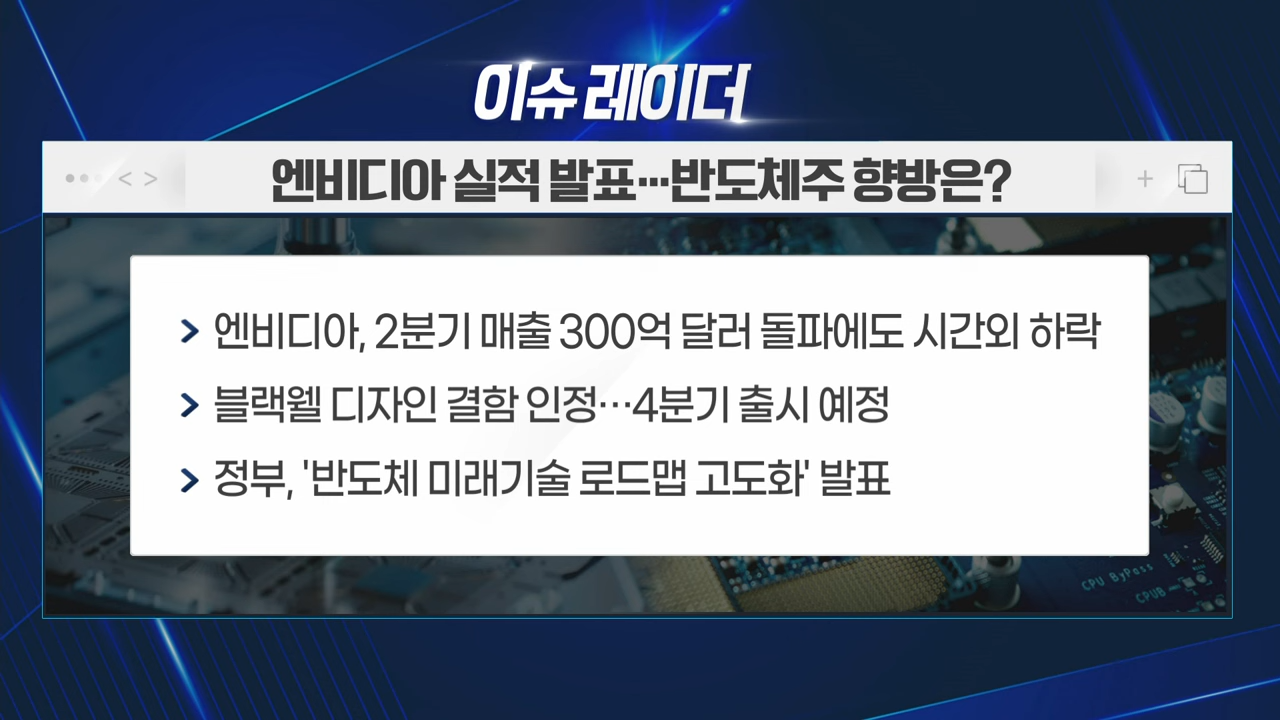 이슈 레이더
엔비디아 실적 발표…반도체주 향방은?
엔비디아, 2분기 매출 300억 달러 돌파에도 시간외 하락
블랙웰 디자인 결함 인정…4분기 출시 예정
정부, '반도체 미래기술 로드맵 고도화' 발표
CPU ByPass
CPUB